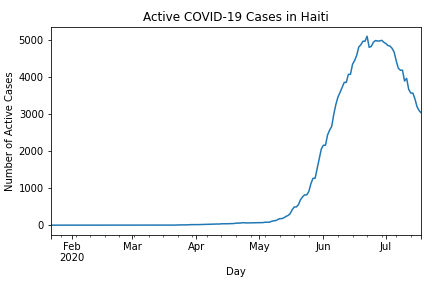 Active COVID-19 Cases in Haiti
Number of Active Cases
5000
4000
3000
2000
1000
0
Feb Mar Apr May Jun Jul
2020
Day